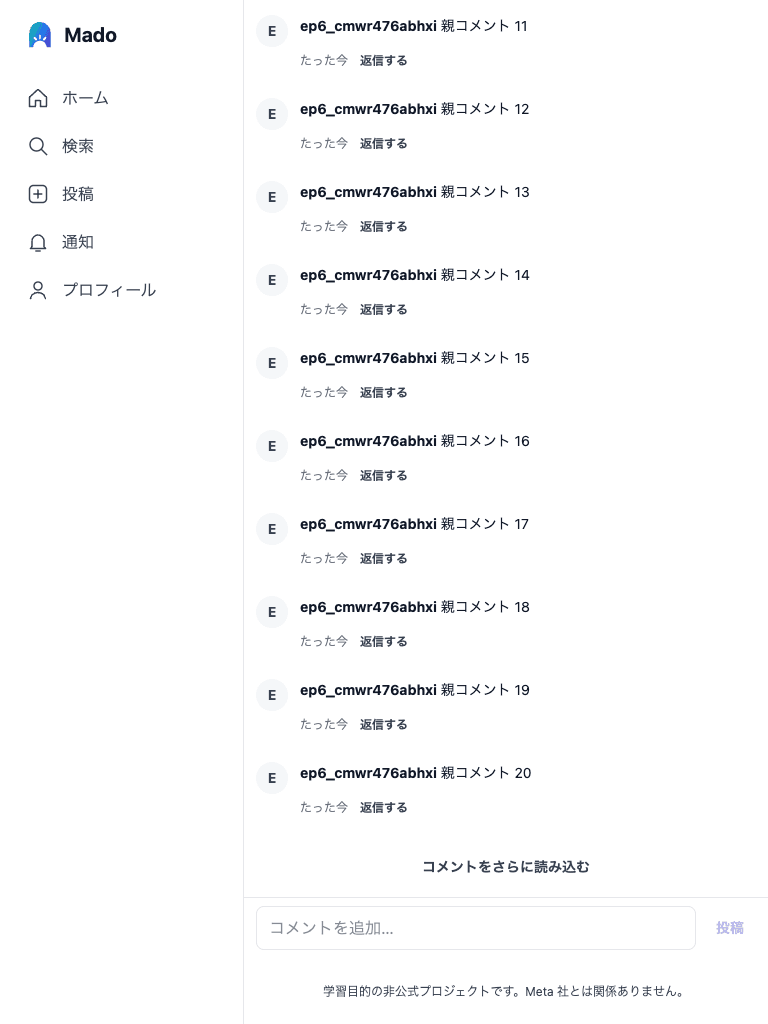 Mado
ホーム
検索
投稿
通知
プロフィール
E
ep6_cmwr476abhxi 親コメント 11
たった今 返信する
E
ep6_cmwr476abhxi 親コメント 12
たった今 返信する
E
ep6_cmwr476abhxi 親コメント 13
たった今 返信する
E
ep6_cmwr476abhxi 親コメント 14
たった今 返信する
E
ep6_cmwr476abhxi 親コメント 15
たった今 返信する
E
ep6_cmwr476abhxi 親コメント 16
たった今 返信する
E
ep6_cmwr476abhxi 親コメント 17
たった今 返信する
E
ep6_cmwr476abhxi 親コメント 18
たった今 返信する
E
ep6_cmwr476abhxi 親コメント 19
たった今 返信する
E
ep6_cmwr476abhxi 親コメント 20
たった今 返信する
コメントをさらに読み込む
コメントを追加... 投稿
学習目的の非公式プロジェクトです。Meta 社とは関係ありません。